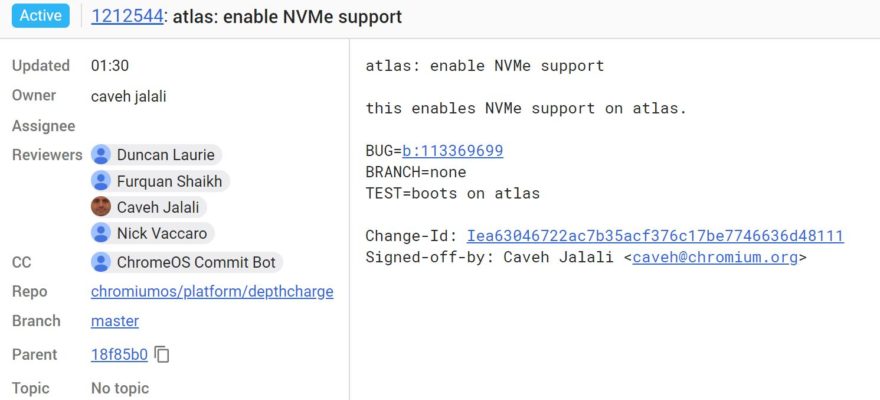 Active 1212544: atlas: enable NVMe support
Updated 01:30
Owner caveh jalali
Assignee
Reviewers Duncan Laurie
Furquan Shaikh
Caveh Jalali
Nick Vaccaro
CC ChromeOS Commit Bot
Repo chromiumos/platform/depthcharge
Branch master
Parent 18f85b0
Topic No topic
atlas: enable NVMe support
this enables NVMe support on atlas.
BUG=b:113369699
BRANCH=none
TEST=boots on atlas
Change-Id: Iea63046722ac7b35acf376c17be7746636d48111
Signed-off-by: Caveh Jalali <caveh@chromium.org>